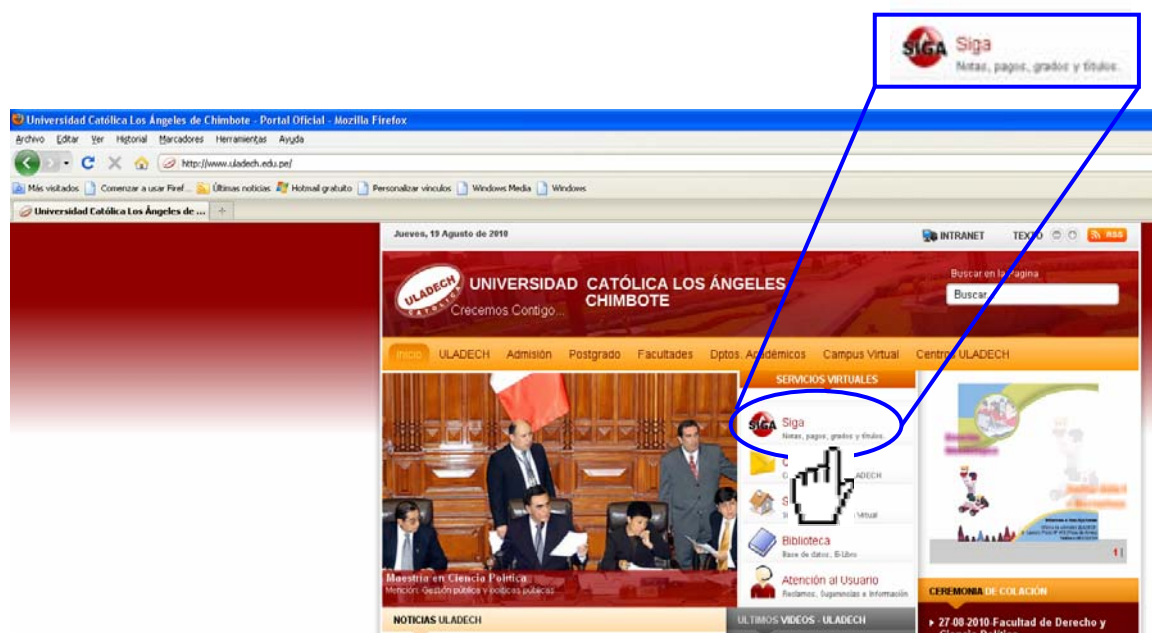 SIGA Siga
Notas, pagos, grados y títulos.
Universidad Católica Los Ángeles de Chimbote - Portal Oficial - Mozilla Firefox
Archivo Editar Ver Historial Marcadores Herramientas Ayuda
http://www.uladech.edu.pe/
Más visitados Comenzar a usar Firef... Últimas noticias Hotmail gratuito Personalizar vínculos Windows Media Windows
Universidad Católica Los Ángeles de ...
Jueves, 19 Agusto de 2010
INTRANET TEXTO RSS
ULADECH CATOLICA
UNIVERSIDAD CATÓLICA LOS ÁNGELES
CHIMBOTE
Crecemos Contigo...
Buscar en la Pagina
Buscar
Inicio ULADECH Admisión Postgrado Facultades Dptos. Académicos Campus Virtual Centros ULADECH
SERVICIOS VIRTUALES
SIGA Siga
Notas, pagos, grados y títulos.
ULADECH
Virtual
Biblioteca
Base de datos, E-Libro
Atención al Usuario
Reclamos, Sugerencias e Información
Maestría en Ciencia Política
Mención: Gestión pública y políticas públicas
1
NOTICIAS ULADECH
ULTIMOS VIDEOS - ULADECH
CEREMONIA DE COLACIÓN
27-08-2010-Facultad de Derecho y
Ciencia Política